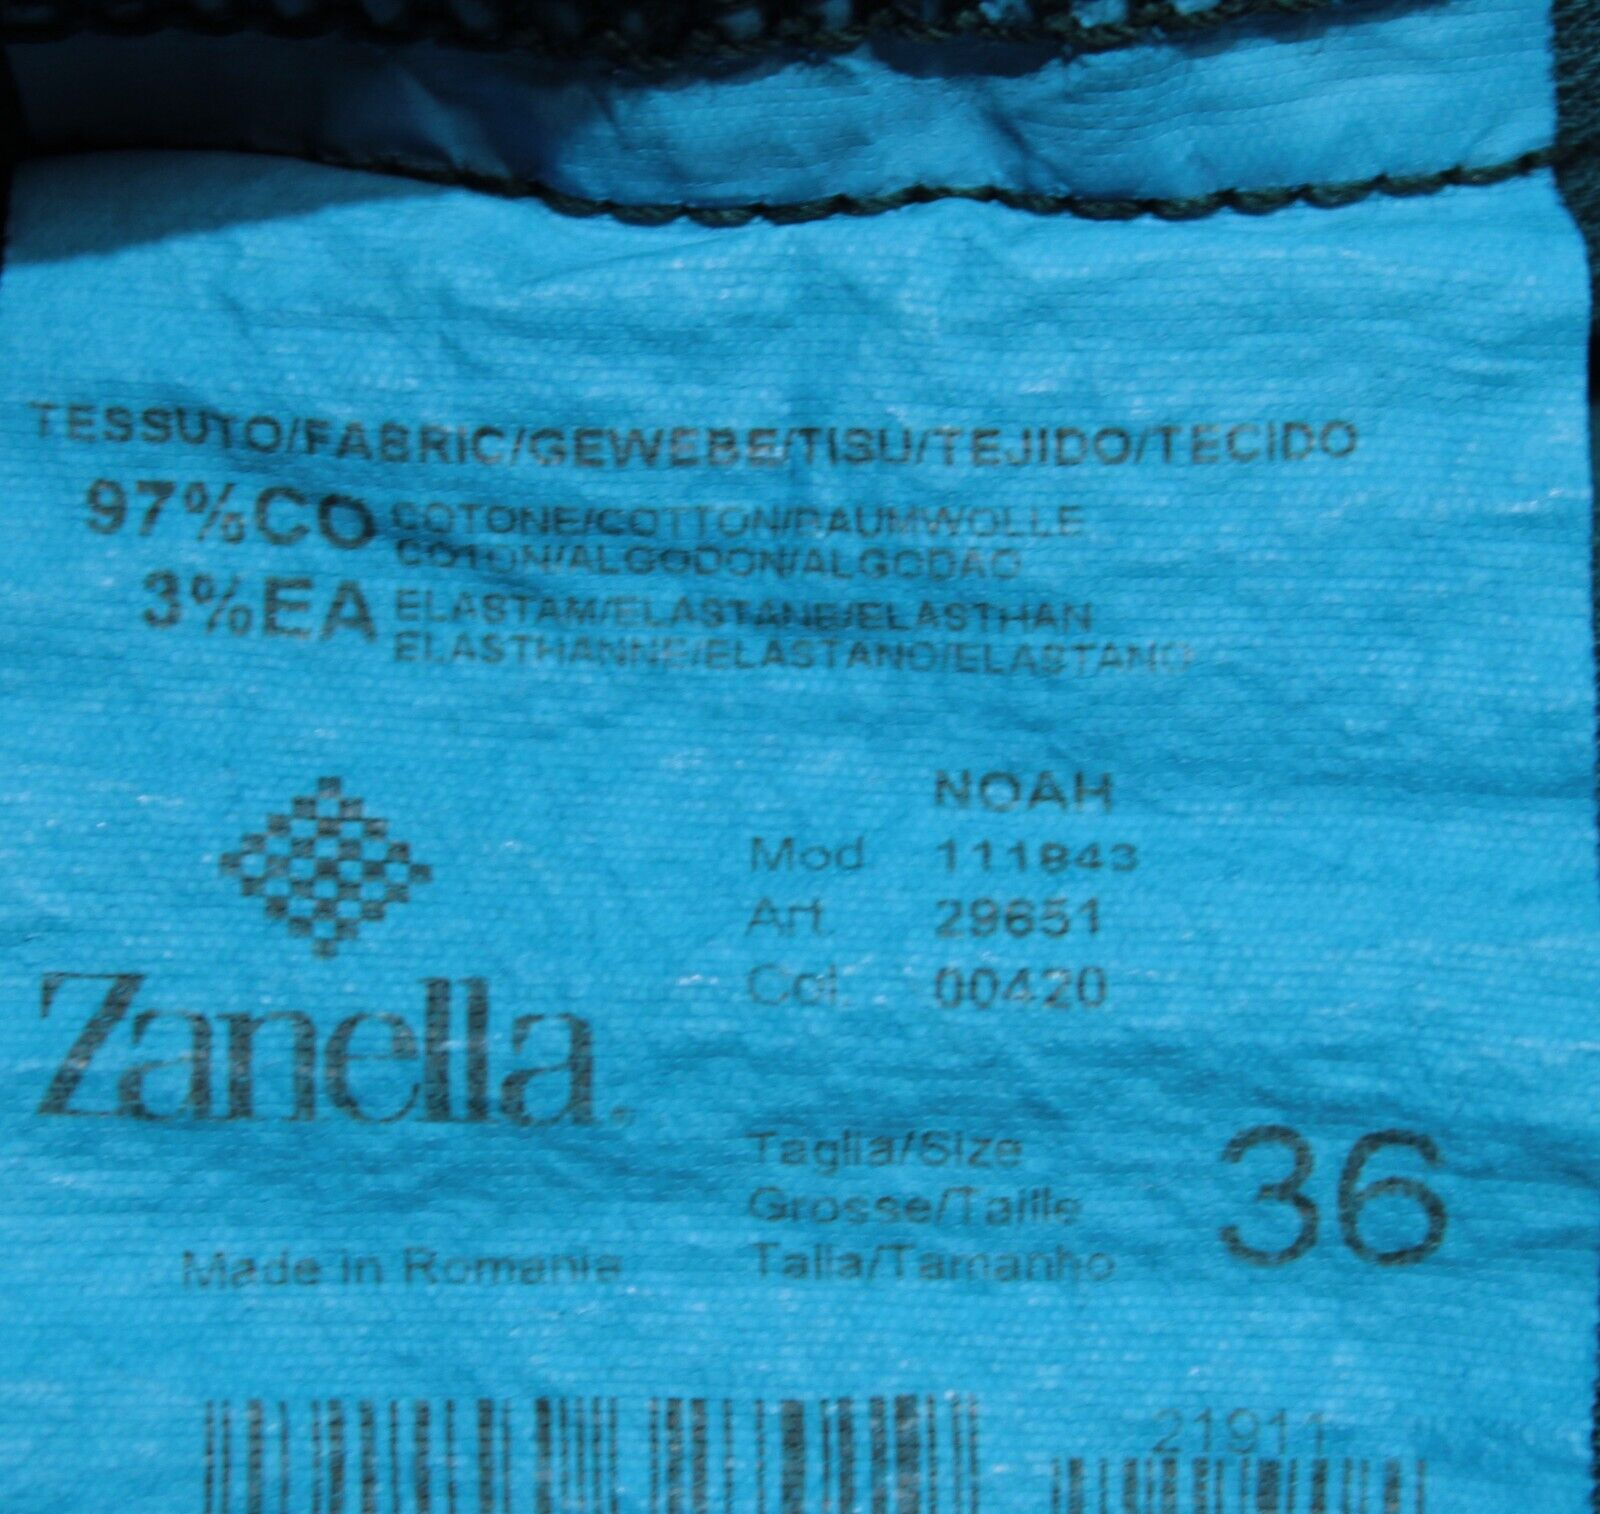 TESSUTO/FABRIC/GEWEBE/TISU/TEJIDO/TECIDO
97%CO COTONE/COTTON/BAUMWOLLE
COTON/ALGODON/ALGODAO
3%EA ELASTAM/ELASTANE/ELASTHAN
ELASTHANNE/ELASTANO/ELASTANO
NOAH
Mod. 111843
Art. 29651
Col. 00420
Zanella
Taglia/Size
Grosse/Taille
Talla/Tamanho
36
Made in Romania
21911